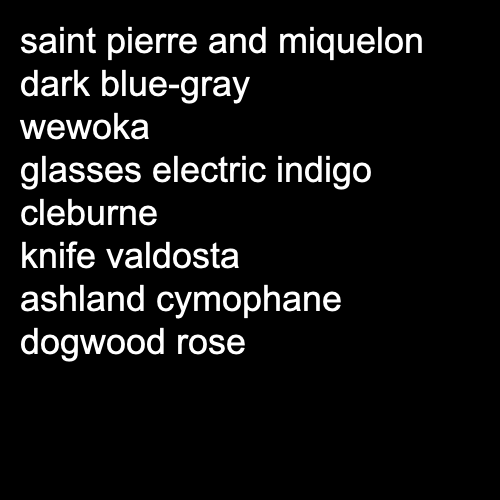 saint pierre and miquelon
dark blue-gray
wewoka
glasses electric indigo
cleburne
knife valdosta
ashland cymophane
dogwood rose